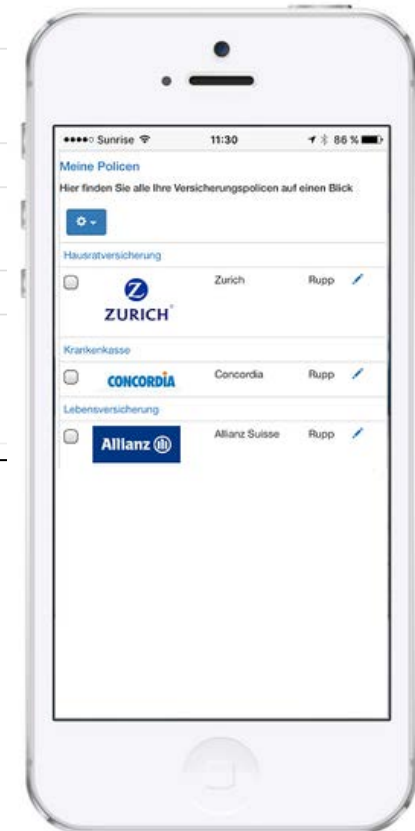 Sunrise 11:30 86 %
Meine Policen
Hier finden Sie alle Ihre Versicherungspolicen auf einen Blick
Hausratversicherung
ZURICH Zurich Rupp
Krankenkasse
CONCORDIA Concordia Rupp
Lebensversicherung
Allianz Allianz Suisse Rupp